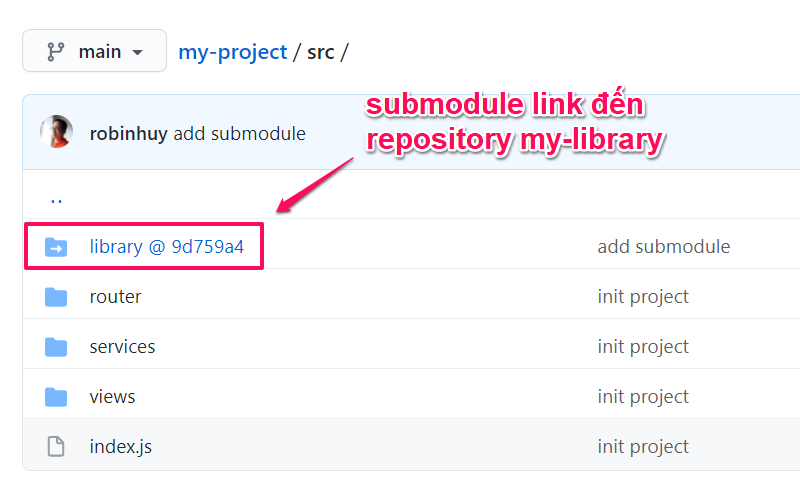 main my-project / src /
submodule link đến
repository my-library
robinhuy add submodule
..
library @ 9d759a4 add submodule
router init project
services init project
views init project
index.js init project